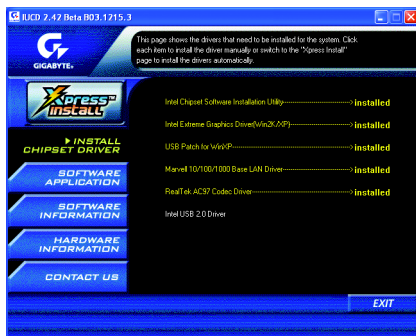 IUCD 2.42 Beta B03.1215.3
GIGABYTE™
This page shows the drivers that need to be installed for the system. Click
each item to install the driver manually or switch to the "Xpress Install"
page to install the drivers automatically.
Xpress™
Install
INSTALL
CHIPSET DRIVER
SOFTWARE
APPLICATION
SOFTWARE
INFORMATION
HARDWARE
INFORMATION
CONTACT US
Intel Chipset Software Installation Utility installed
Intel Extreme Graphics Driver(Win2K/XP) installed
USB Patch for WinXP installed
Marvell 10/100/1000 Base LAN Driver installed
RealTek AC97 Codec Driver installed
Intel USB 2.0 Driver
EXIT